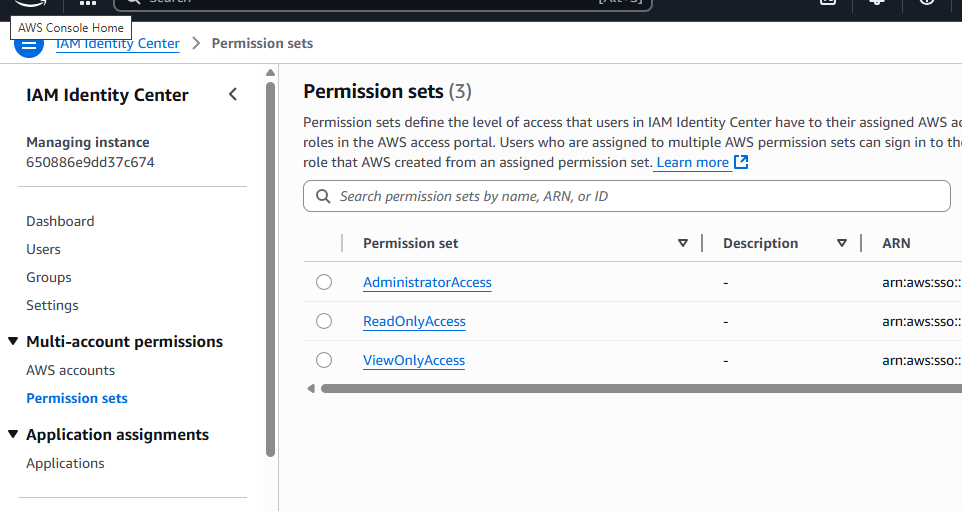 Search
[Alt+S]
AWS Console Home
IAM Identity Center
Permission sets
IAM Identity Center
Managing instance
650886e9dd37c674
Dashboard
Users
Groups
Settings
Multi-account permissions
AWS accounts
Permission sets
Application assignments
Applications
Permission sets (3)
Permission sets define the level of access that users in IAM Identity Center have to their assigned AWS
roles in the AWS access portal. Users who are assigned to multiple AWS permission sets can sign in to
role that AWS created from an assigned permission set. Learn more
Search permission sets by name, ARN, or ID
Permission set Description ARN
AdministratorAccess - arn:aws:sso::
ReadOnlyAccess - arn:aws:sso::
ViewOnlyAccess - arn:aws:sso::